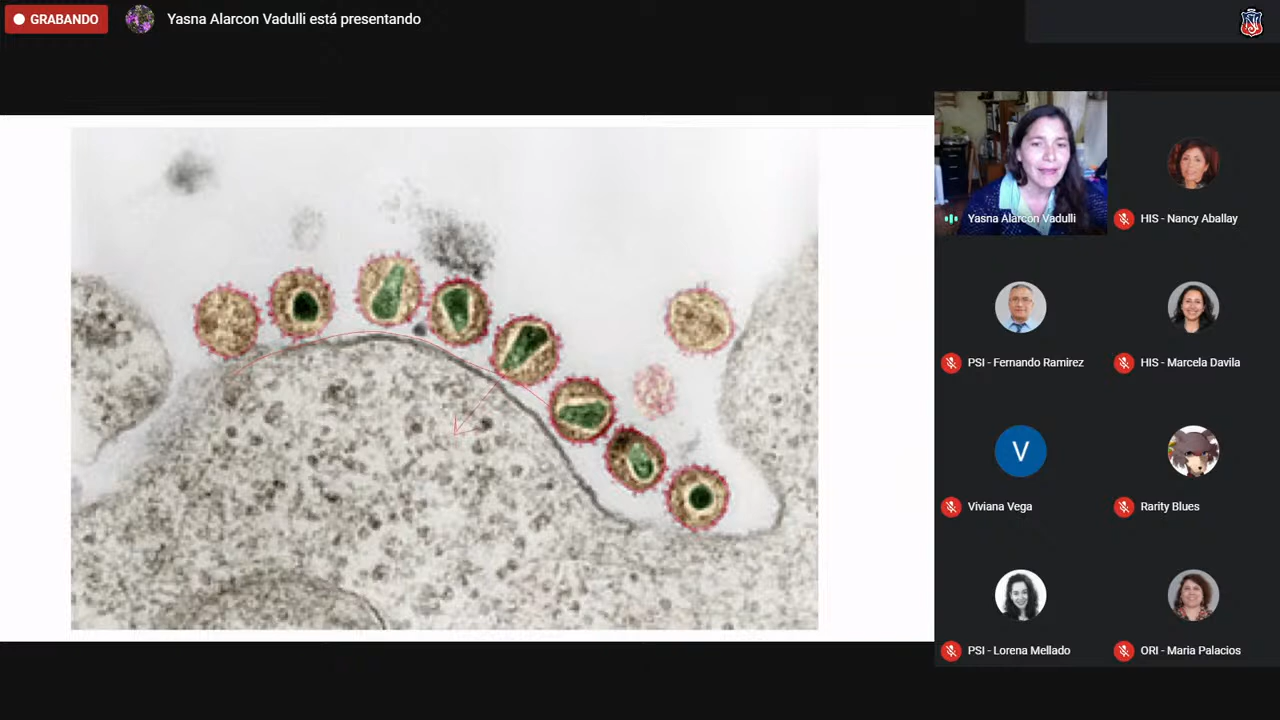 GRABANDO
Yasna Alarcon Vadulli está presentando
Yasna Alarcon Vadulli
HIS - Nancy Aballay
PSI - Fernando Ramirez
HIS - Marcela Davila
V
Viviana Vega
Rarity Blues
PSI - Lorena Mellado
ORI - Maria Palacios